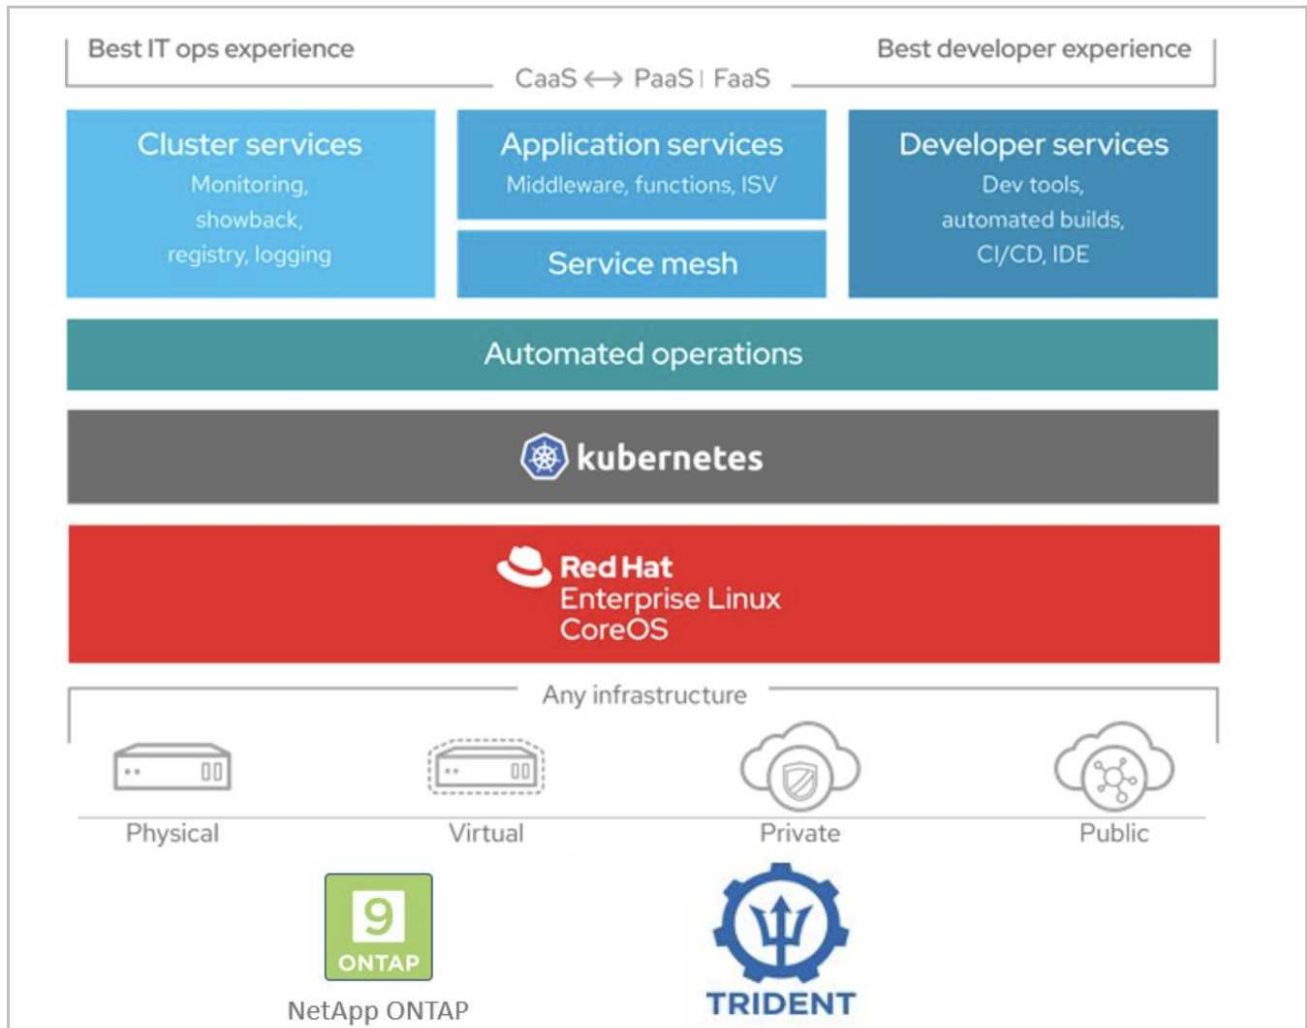 Best IT ops experience
Best developer experience
CaaS ↔ PaaS | FaaS
Cluster services
Monitoring,
showback,
registry, logging
Application services
Middleware, functions, ISV
Service mesh
Developer services
Dev tools,
automated builds,
CI/CD, IDE
Automated operations
kubernetes
Red Hat
Enterprise Linux
CoreOS
Any infrastructure
Physical
Virtual
Private
Public
9
ONTAP
NetApp ONTAP
TRIDENT